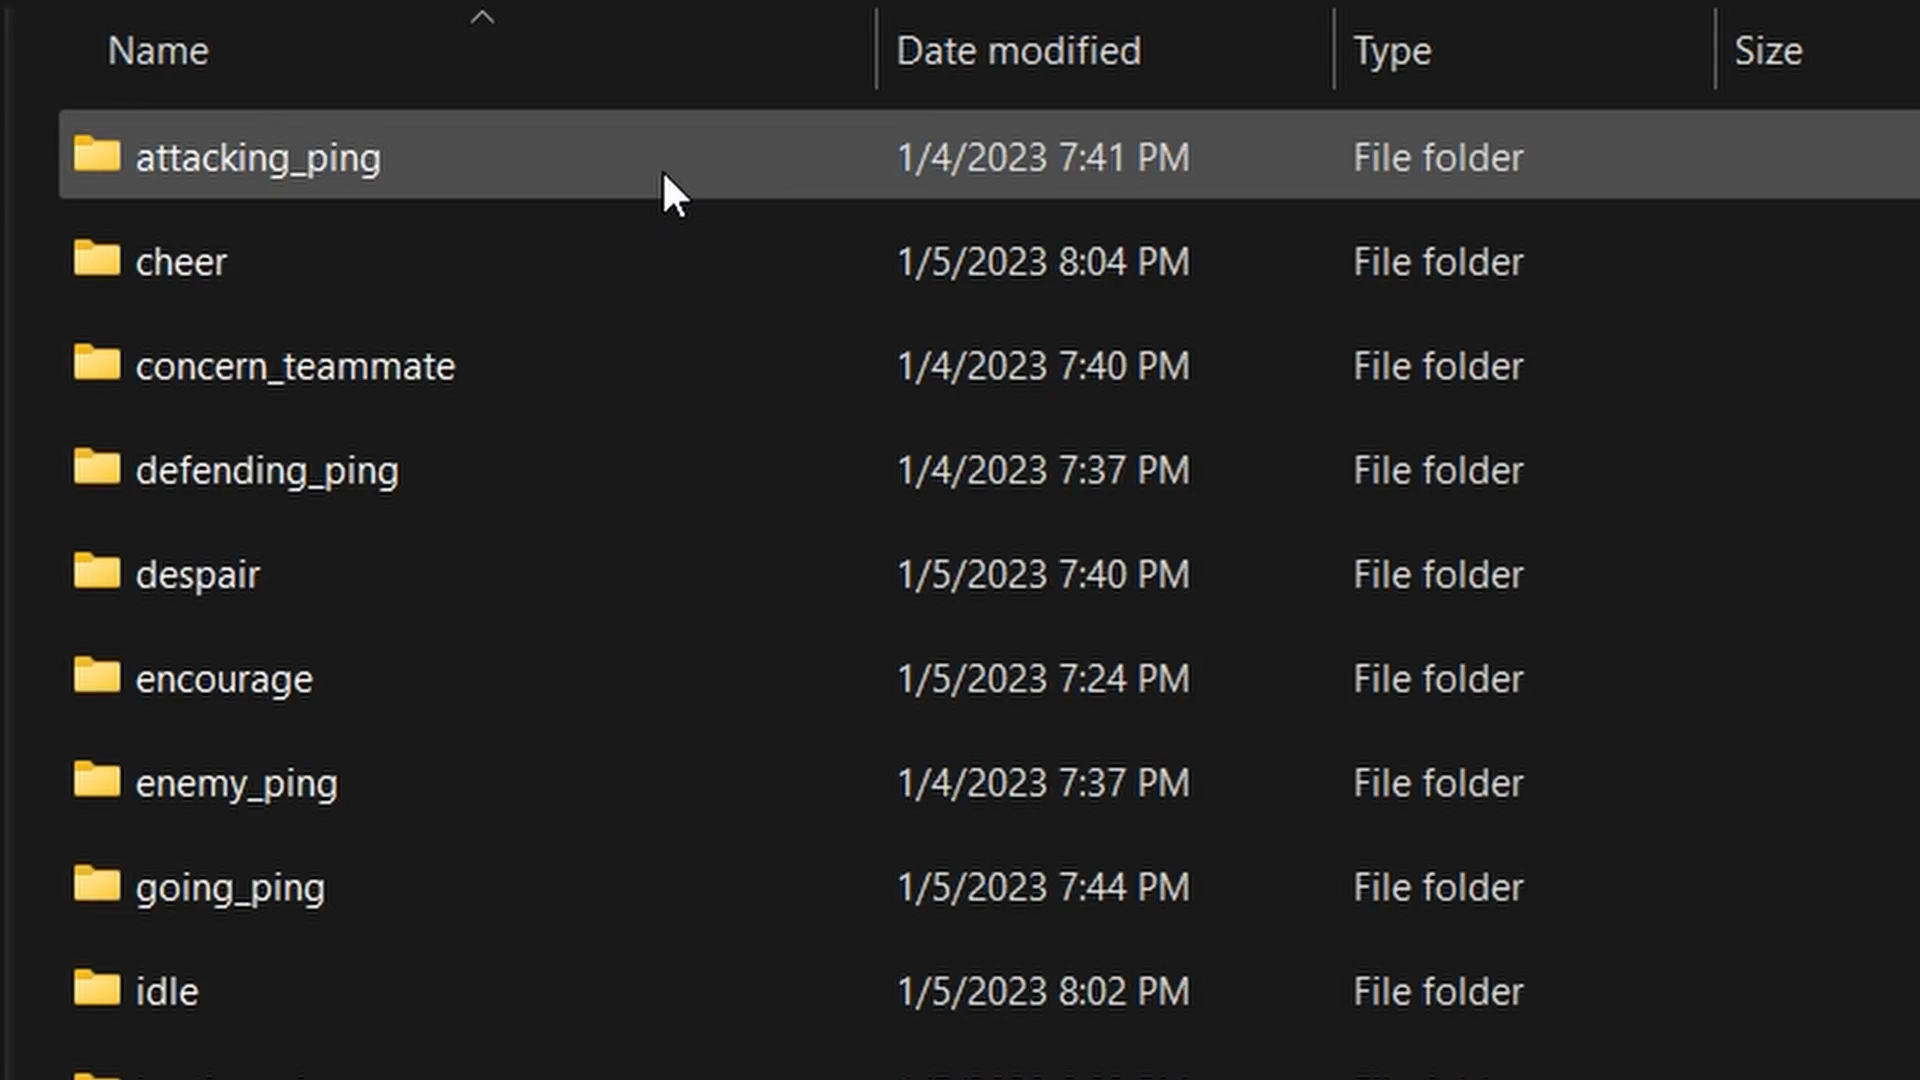 Name Date modified Type Size
attacking_ping 1/4/2023 7:41 PM File folder
cheer 1/5/2023 8:04 PM File folder
concern_teammate 1/4/2023 7:40 PM File folder
defending_ping 1/4/2023 7:37 PM File folder
despair 1/5/2023 7:40 PM File folder
encourage 1/5/2023 7:24 PM File folder
enemy_ping 1/4/2023 7:37 PM File folder
going_ping 1/5/2023 7:44 PM File folder
idle 1/5/2023 8:02 PM File folder